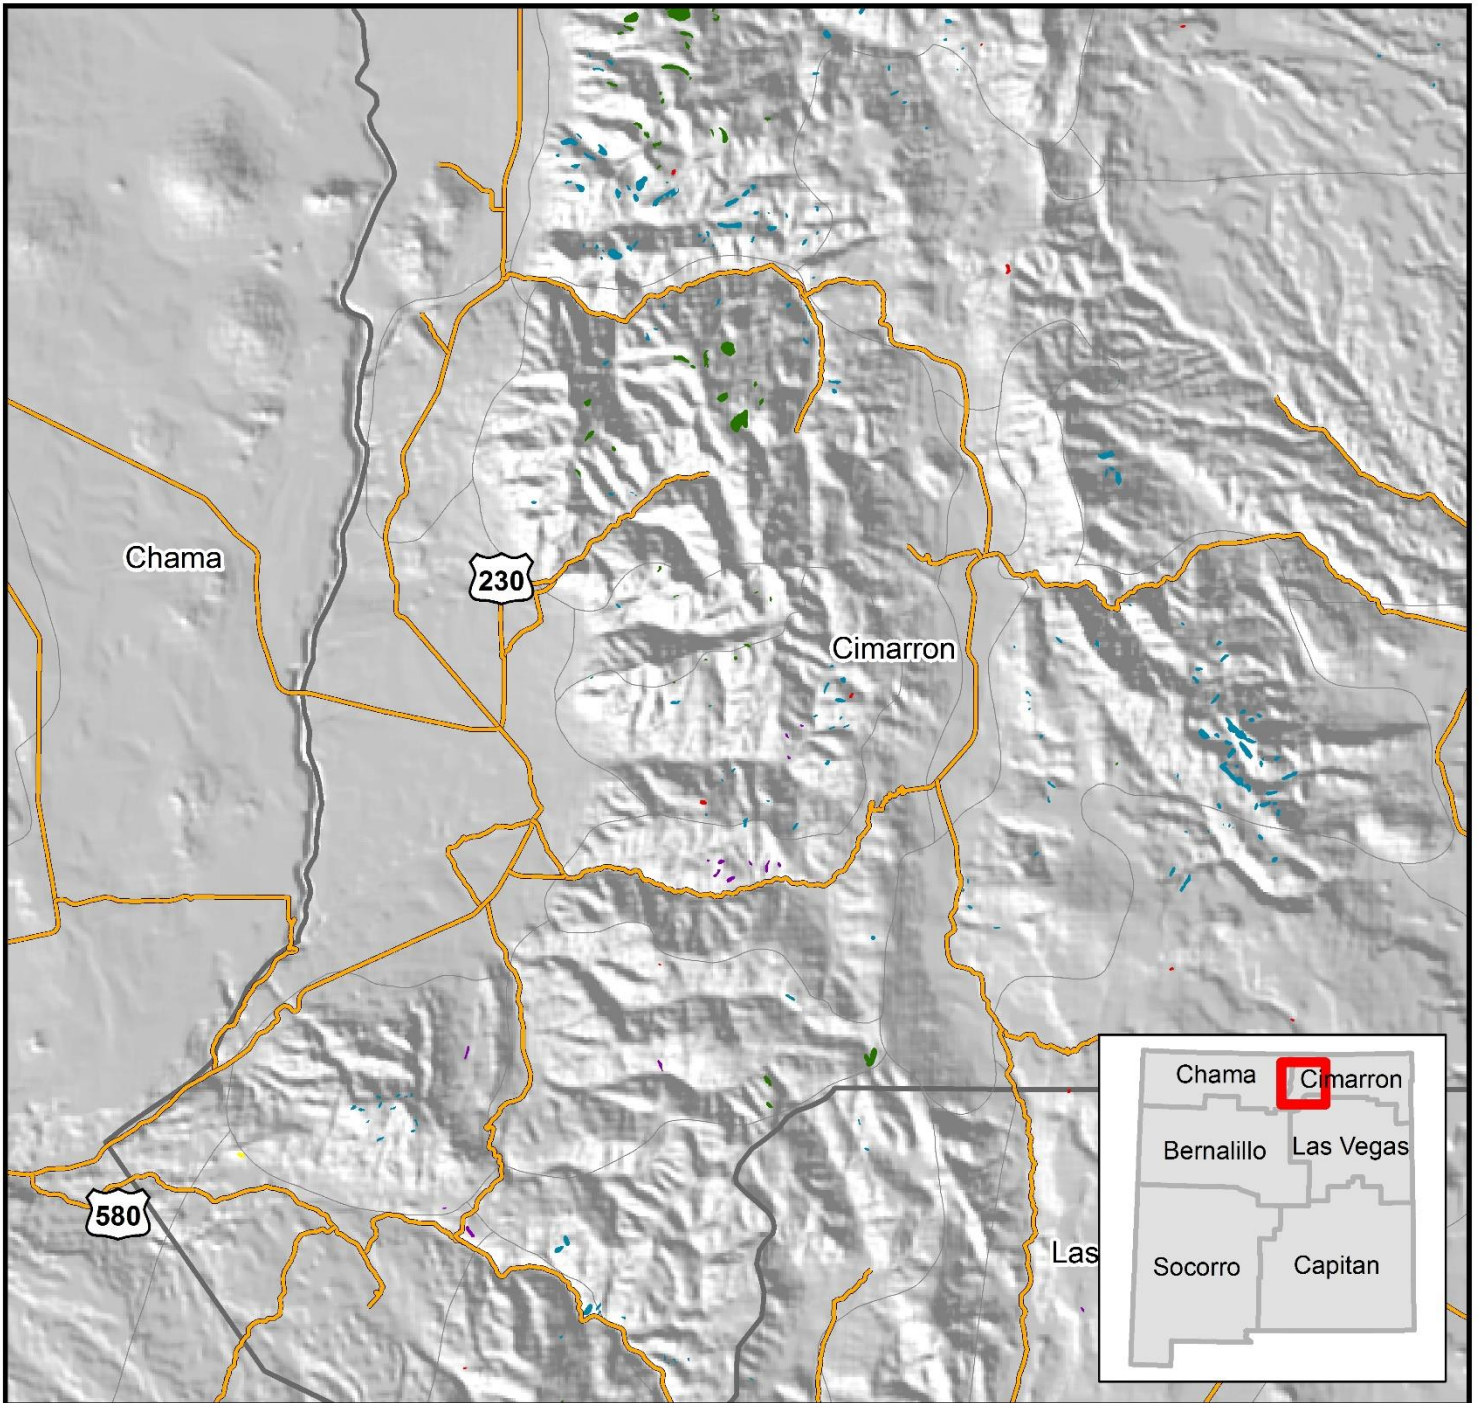 Chama
230
Cimarron
580
Las
Chama
Cimarron
Bernalillo
Las Vegas
Socorro
Capitan